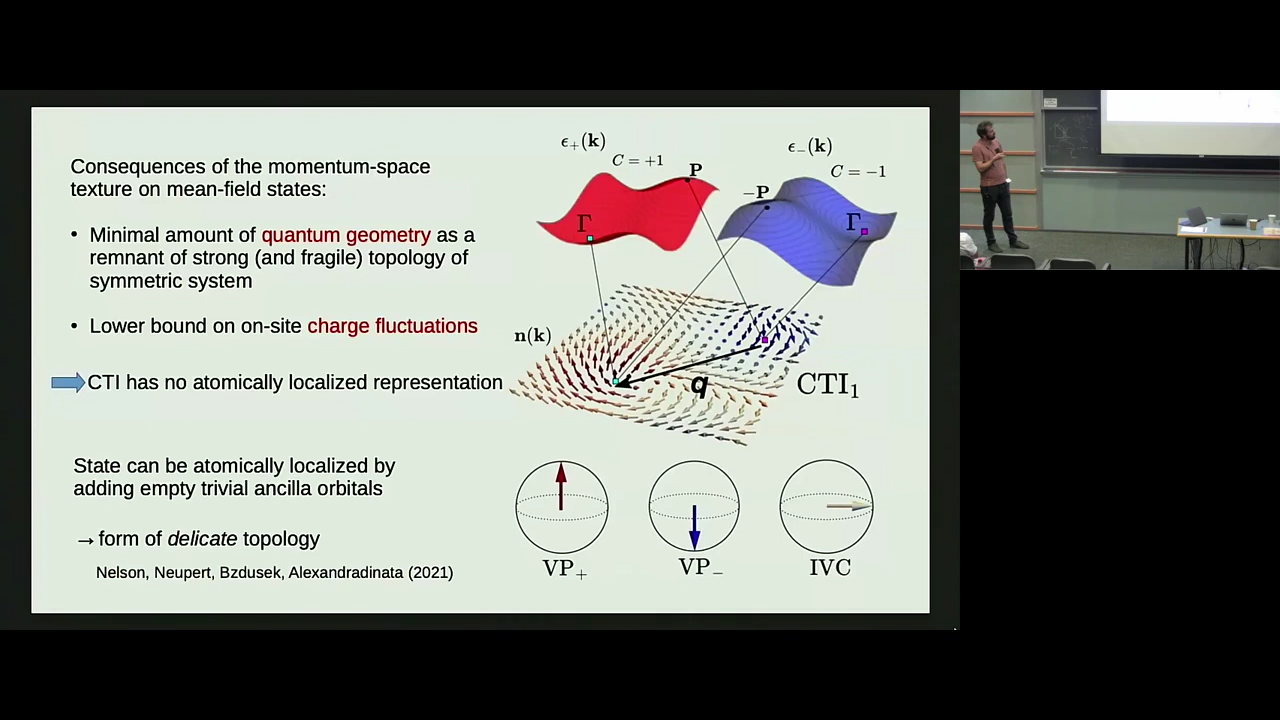 Consequences of the momentum-space
texture on mean-field states:
• Minimal amount of quantum geometry as a
remnant of strong (and fragile) topology of
symmetric system
• Lower bound on on-site charge fluctuations
CTI has no atomically localized representation
State can be atomically localized by
adding empty trivial ancilla orbitals
→ form of delicate topology
Nelson, Neupert, Bzdusek, Alexandradinata (2021)
ϵ₊(k)
C = +1
P
Γ
ϵ₋(k)
C = −1
−P
Γ
n(k)
q
CTI₁
VP₊
VP₋
IVC